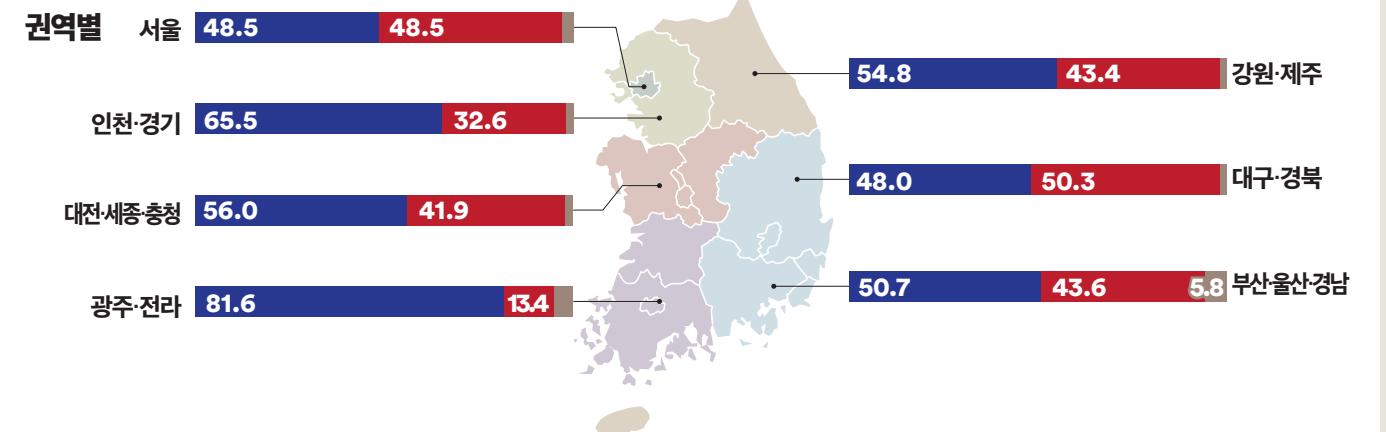 권역별
서울 48.5 48.5
인천·경기 65.5 32.6
대전·세종·충청 56.0 41.9
광주·전라 81.6 13.4
54.8 43.4 강원·제주
48.0 50.3 대구·경북
50.7 43.6 5.8 부산·울산·경남